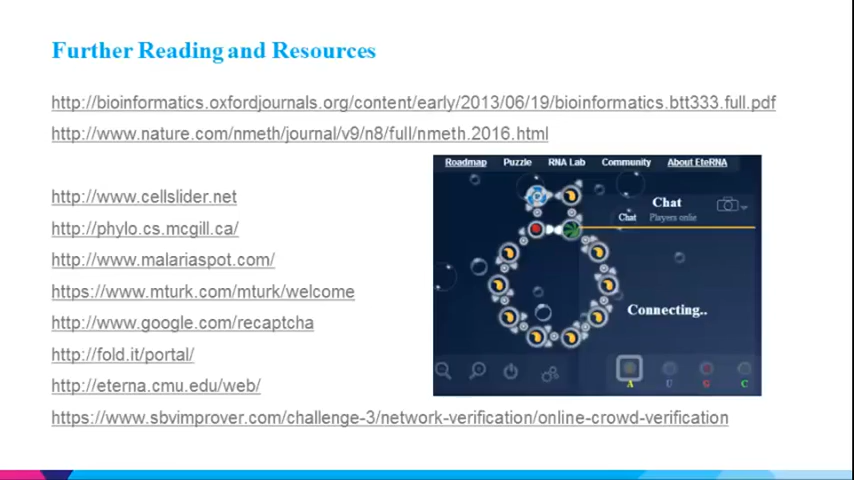 Further Reading and Resources
http://bioinformatics.oxfordjournals.org/content/early/2013/06/19/bioinformatics.btt333.full.pdf
http://www.nature.com/nmeth/journal/v9/n8/full/nmeth.2016.html
http://www.cellslider.net
http://phylo.cs.mcgill.ca/
http://www.malariaspot.com/
https://www.mturk.com/mturk/welcome
http://www.google.com/recaptcha
http://fold.it/portal/
http://eterna.cmu.edu/web/
https://www.sbvimprover.com/challenge-3/network-verification/online-crowd-verification
Roadmap Puzzle RNA Lab Community About EteRNA
Chat
Chat Players onlie
Connecting..
A U G C